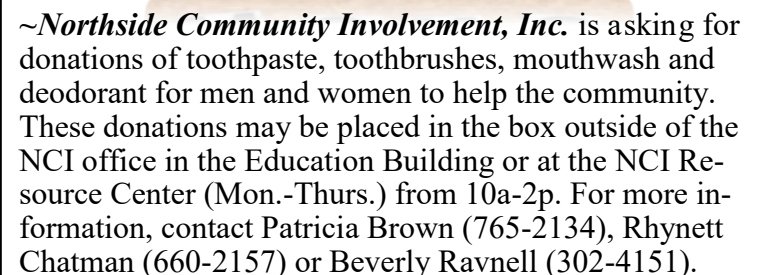 ~Northside Community Involvement, Inc. is asking for
donations of toothpaste, toothbrushes, mouthwash and
deodorant for men and women to help the community.
These donations may be placed in the box outside of the
NCI office in the Education Building or at the NCI Re-
source Center (Mon.-Thurs.) from 10a-2p. For more in-
formation, contact Patricia Brown (765-2134), Rhynett
Chatman (660-2157) or Beverly Ravnell (302-4151).